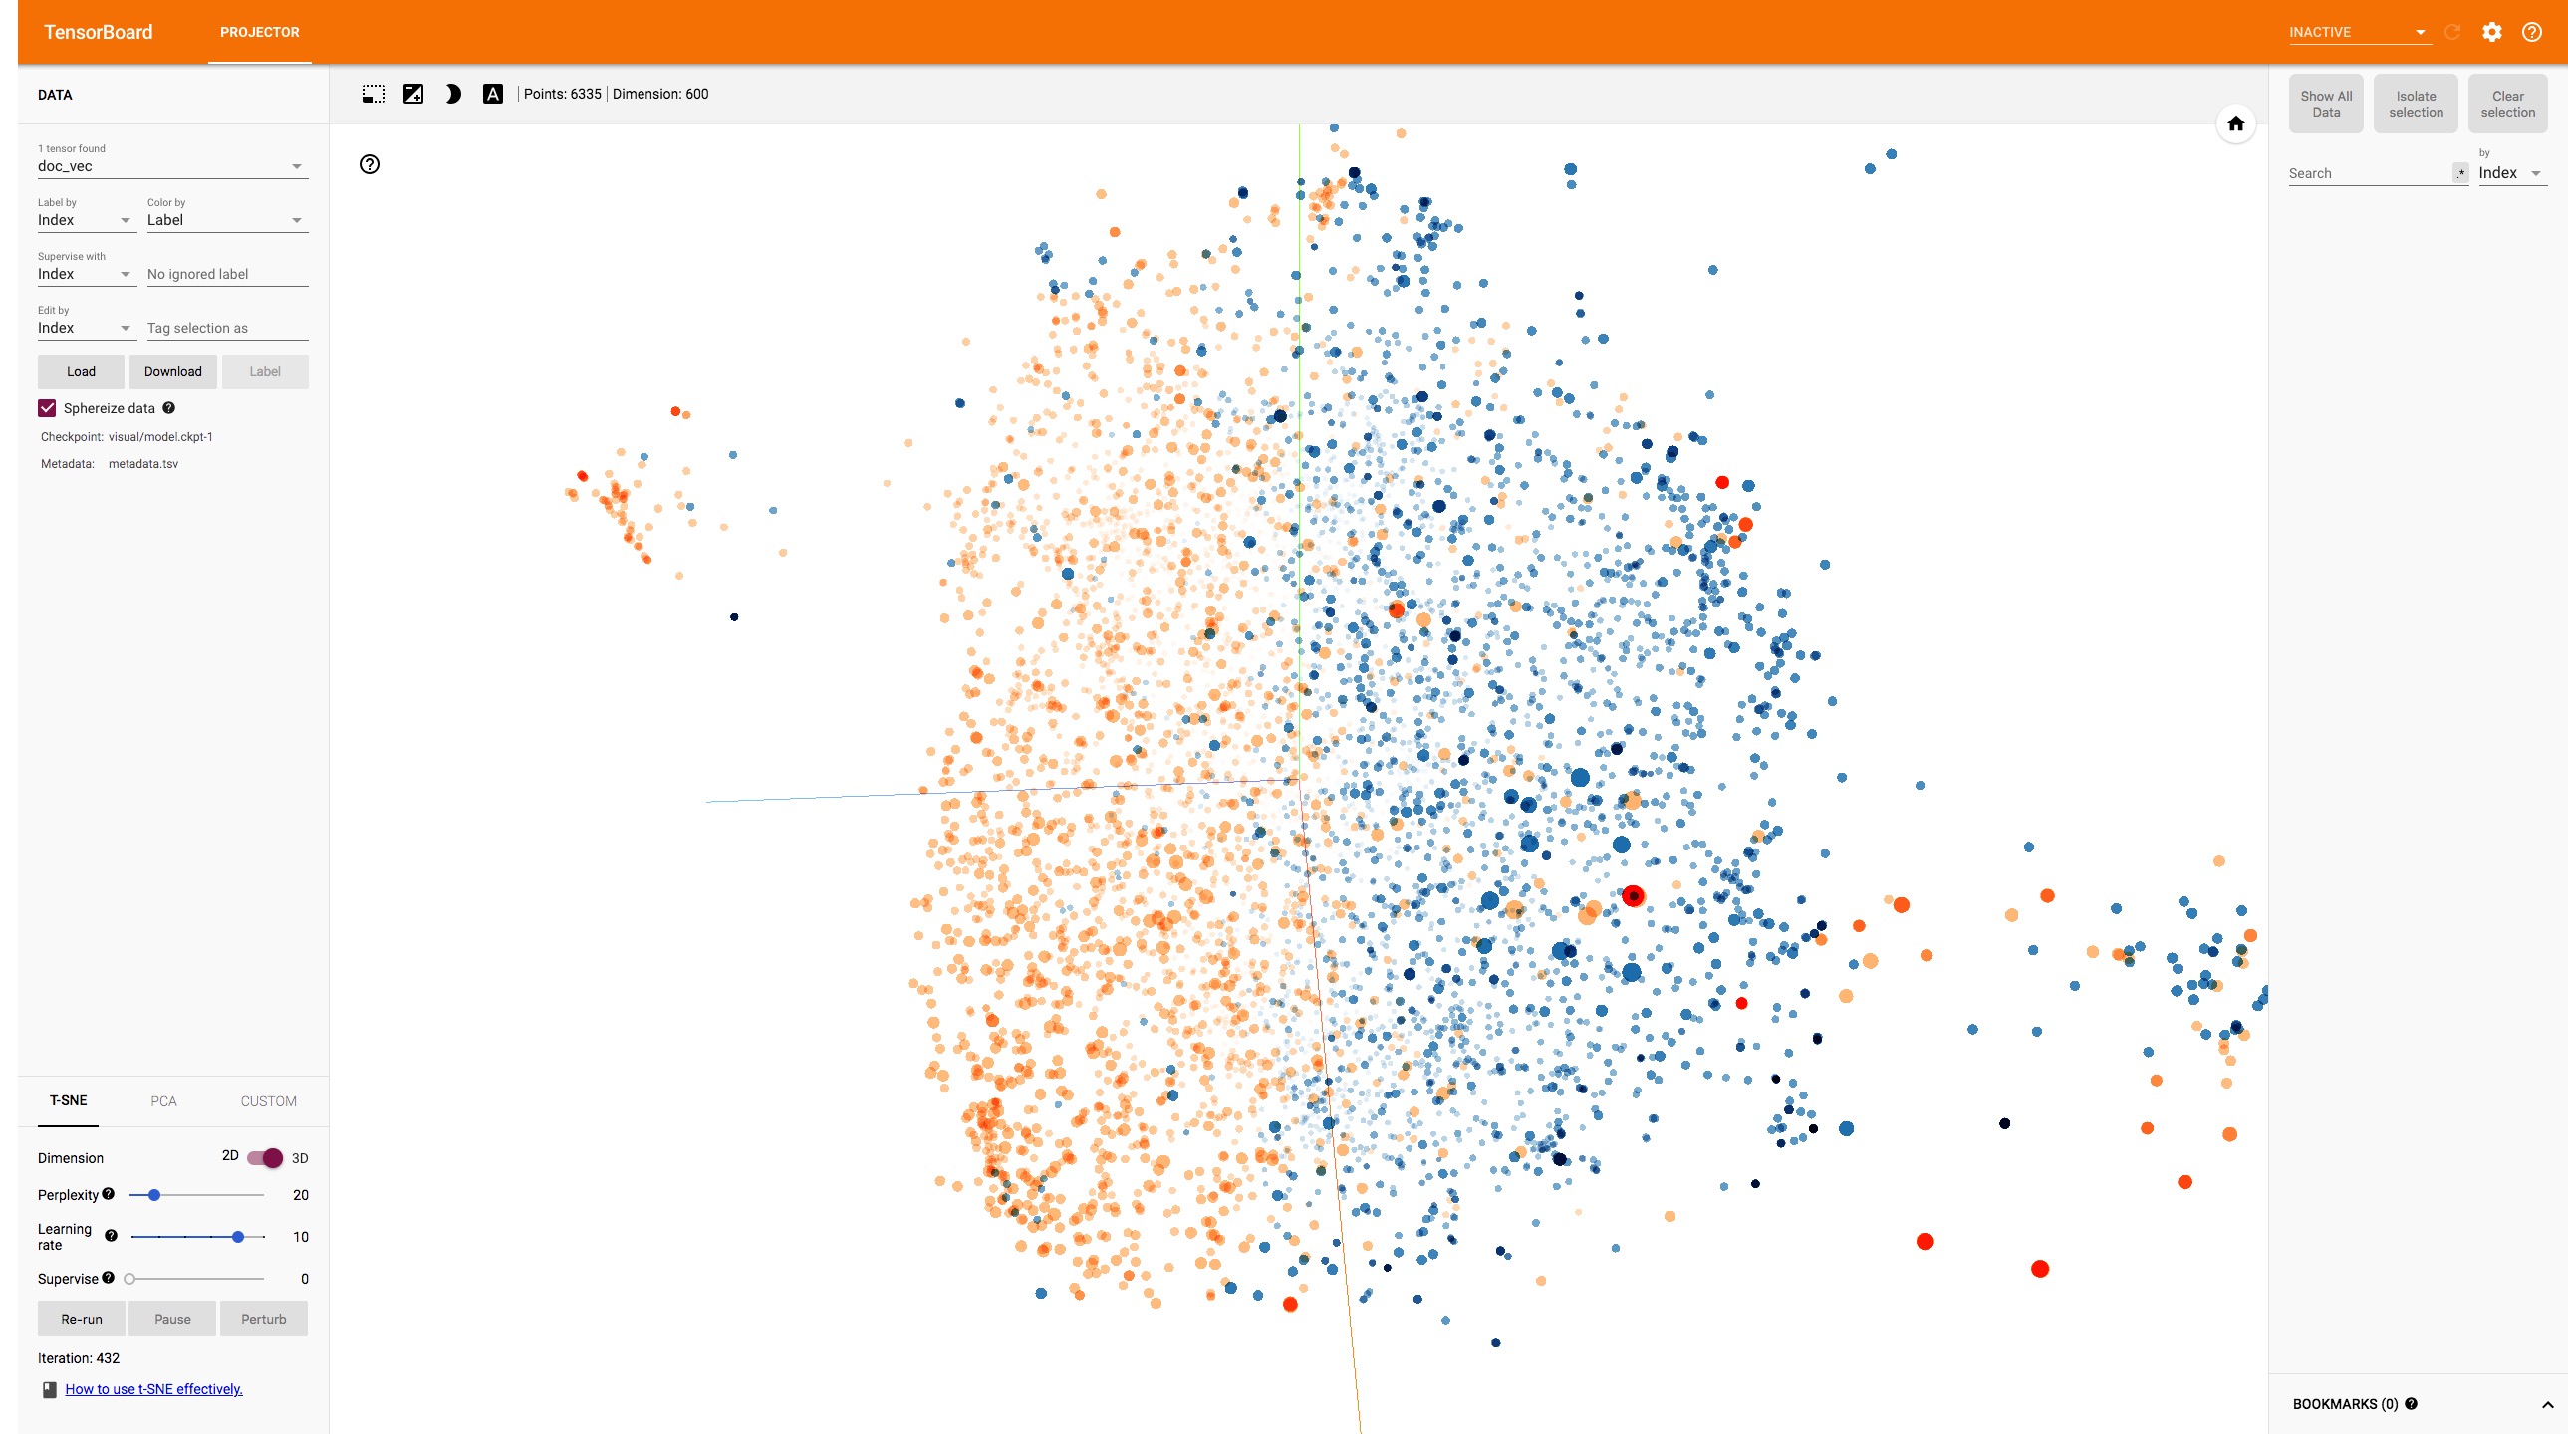 TensorBoard
PROJECTOR
INACTIVE
DATA
Points: 6335
Dimension: 600
1 tensor found
doc_vec
Label by
Index
Color by
Label
Supervise with
Index
No ignored label
Edit by
Index
Tag selection as
Load
Download
Label
Sphereize data
Checkpoint: visual/model.ckpt-1
Metadata: metadata.tsv
T-SNE
PCA
CUSTOM
Dimension
2D
3D
Perplexity
20
Learning
rate
10
Supervise
0
Re-run
Pause
Perturb
Iteration: 432
How to use t-SNE effectively.
Show All
Data
Isolate
selection
Clear
selection
Search
.*
by
Index
BOOKMARKS (0)